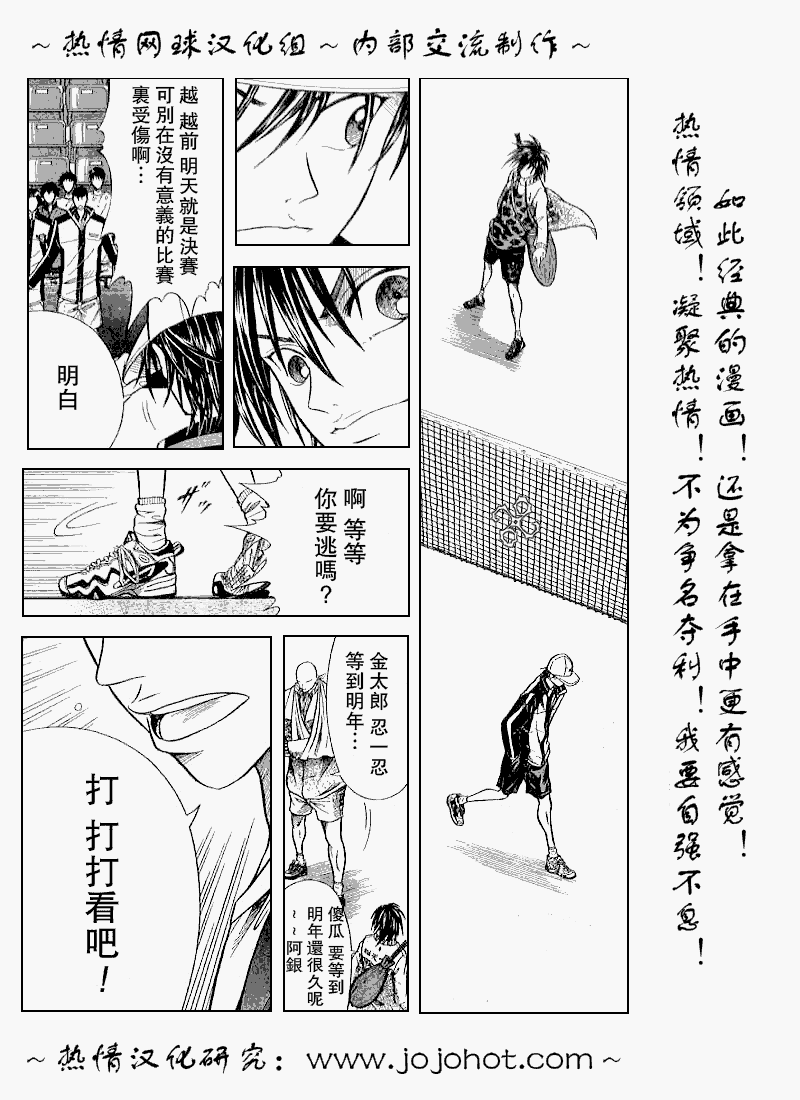 ～热情网球汉化组～内部交流制作～
越 越前 明天就是決賽
可別在沒有意義的比賽
裏受傷啊…
明白
啊 等等
你要逃嗎？
金太郎 忍一忍
等到明年…
傻瓜 要等到
明年還很久呢
～～阿銀
打 打打看吧！
如此经典的漫画！还是拿在手中更有感觉！
热情领域！凝聚热情！不为争名夺利！我要自强不息！
～热情汉化研究：www.jojohot.com～